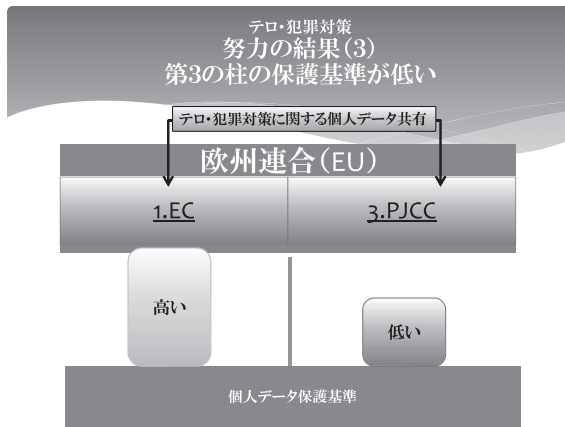 テロ・犯罪対策
努力の結果（3）
第3の柱の保護基準が低い
テロ・犯罪対策に関する個人データ共有
欧州連合（EU）
1.EC
3.PJCC
高い
低い
個人データ保護基準